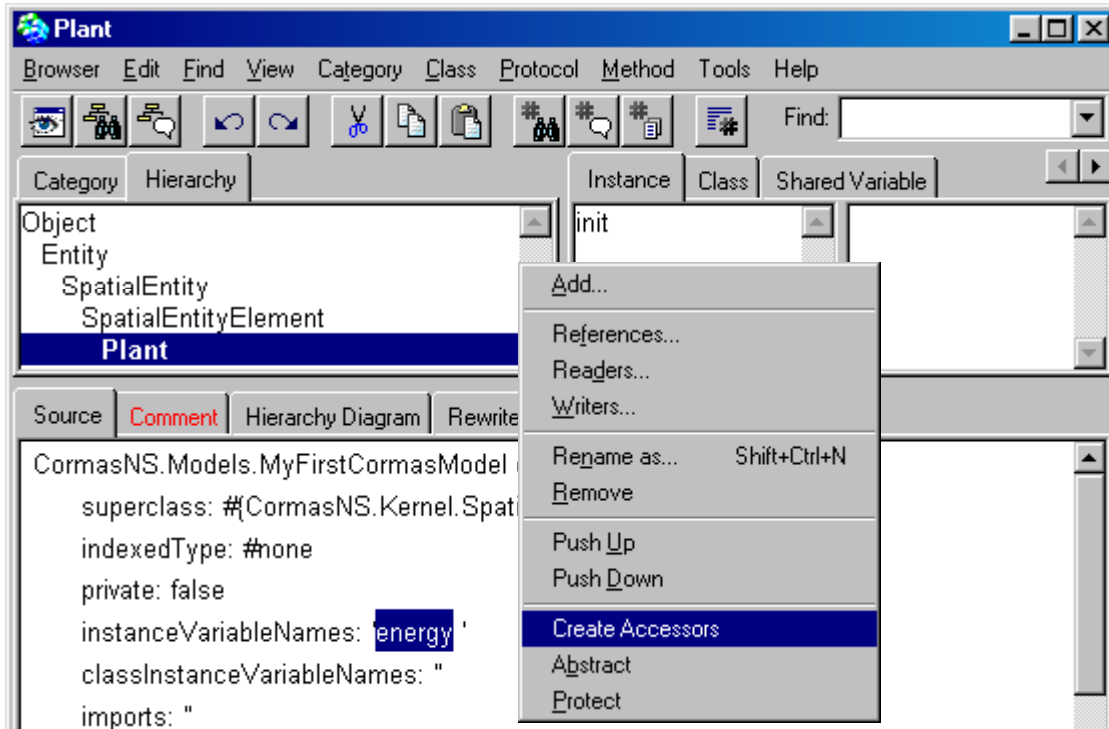 Plant
Browser Edit Find View Category Class Protocol Method Tools Help
Find:
Category Hierarchy
Instance Class Shared Variable
Object
Entity
SpatialEntity
SpatialEntityElement
Plant
init
Add...
References...
Readers...
Writers...
Rename as... Shift+Ctrl+N
Remove
Push Up
Push Down
Create Accessors
Abstract
Protect
Source Comment Hierarchy Diagram Rewrite
CormasNS.Models.MyFirstCormasModel
superclass: #{CormasNS.Kernel.Spati
indexedType: #none
private: false
instanceVariableNames: 'energy '
classInstanceVariableNames: ''
imports: ''